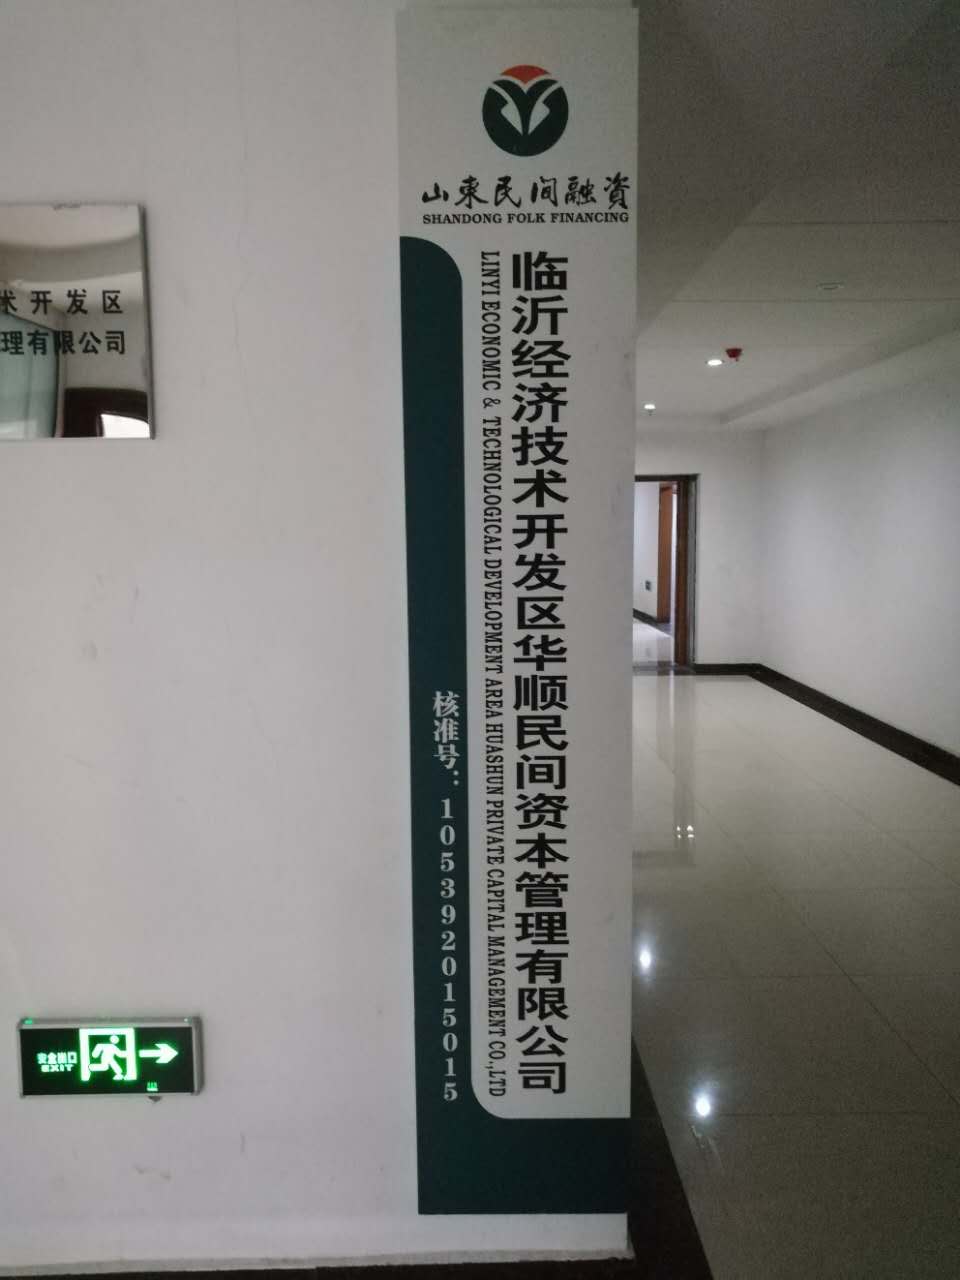 术开发区
理有限公司
山東民间融資
SHANDONG FOLK FINANCING
临沂经济技术开发区华顺民间资本管理有限公司
LINYI ECONOMIC & TECHNOLOGICAL DEVELOPMENT AREA HUASHUN PRIVATE CAPITAL MANAGEMENT CO.,LTD
核准号：105392015015
安全出口
EXIT